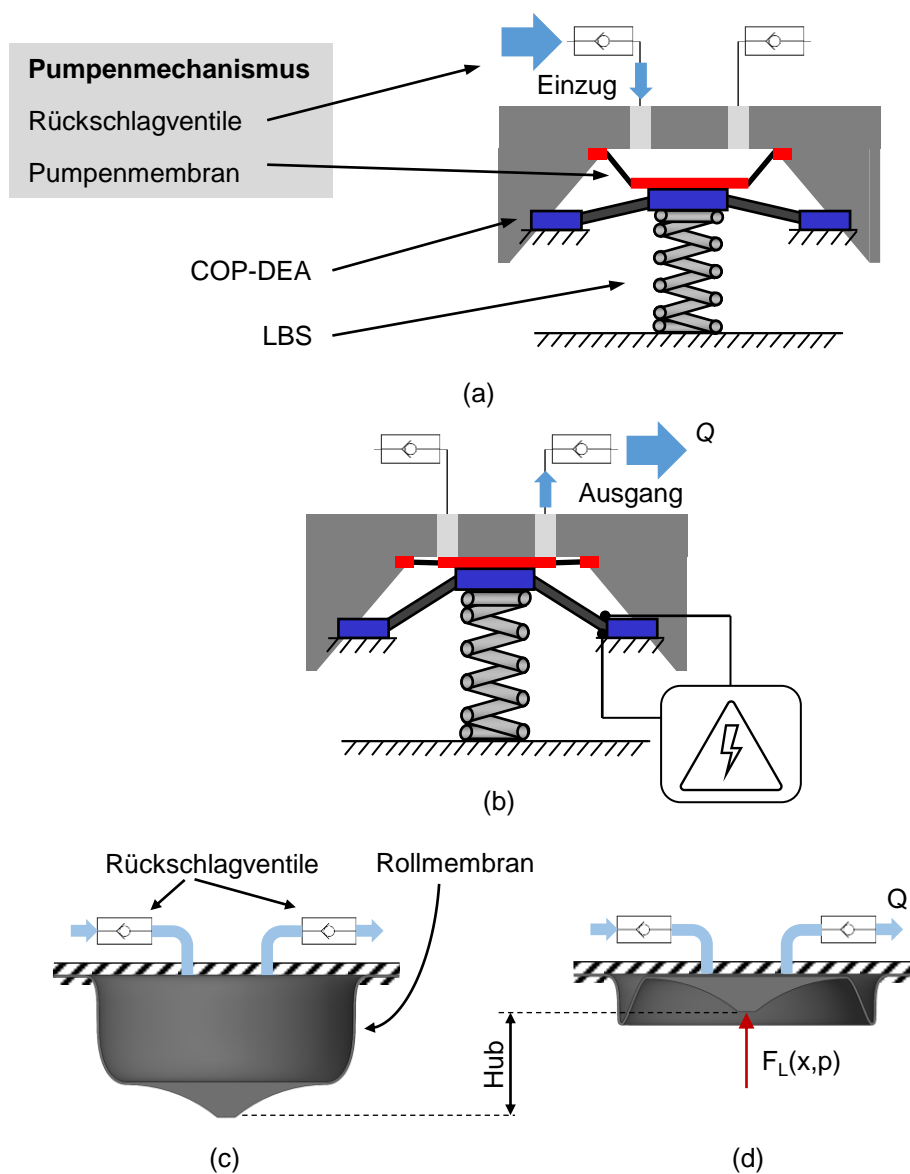 Pumpenmechanismus
Rückschlagventile
Pumpenmembran
Einzug
COP-DEA
LBS
(a)
Q
Ausgang
(b)
Rückschlagventile
Rollmembran
Q
Hub
F_L(x,p)
(c)
(d)